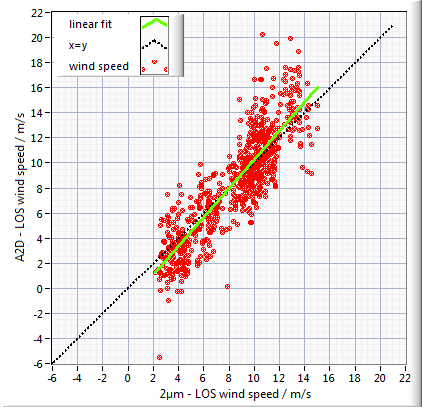 linear fit
x=y
wind speed
22
20
18
16
14
12
10
8
6
4
2
0
-2
-4
-6
A2D - LOS wind speed / m/s
-6 -4 -2 0 2 4 6 8 10 12 14 16 18 20 22
2µm - LOS wind speed / m/s